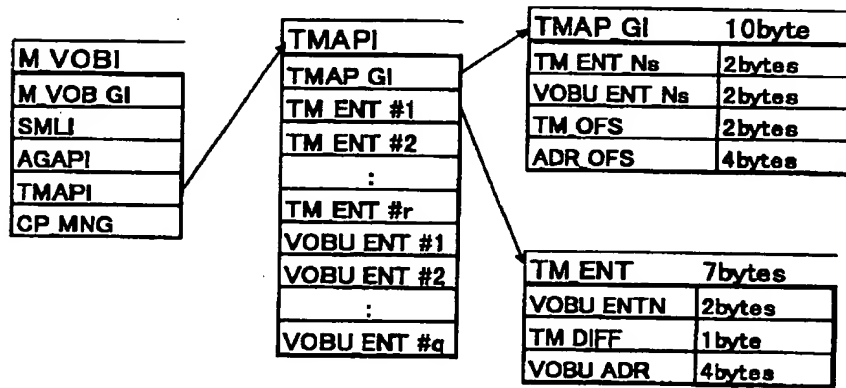 M VOBI
M VOB GI
SMLI
AGAPI
TMAPI
CP MNG
TMAPI
TMAP GI
TM ENT #1
TM ENT #2
:
TM ENT #r
VOBU ENT #1
VOBU ENT #2
:
VOBU ENT #q
TMAP GI 10byte
TM ENT Ns 2bytes
VOBU ENT Ns 2bytes
TM OFS 2bytes
ADR OFS 4bytes
TM ENT 7bytes
VOBU ENTN 2bytes
TM DIFF 1byte
VOBU ADR 4bytes